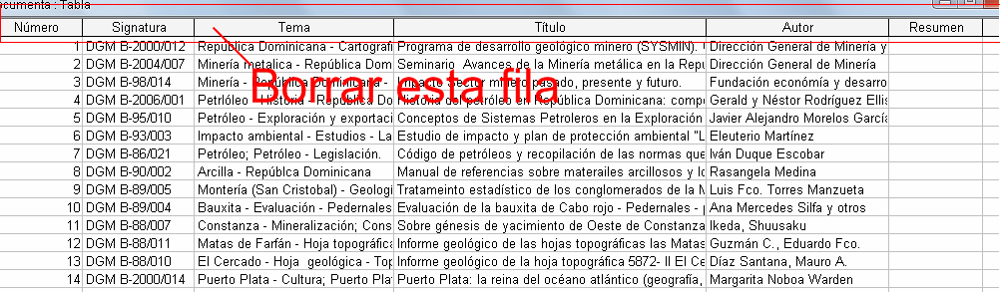 ocumenta : Tabla
Número Signatura Tema Título Autor Resumen
1 DGM B-2000/012 República Dominicana - Cartografi Programa de desarrollo geológico minero (SYSMIN). Dirección General de Minería y
2 DGM B-2004/007 Minería metalica - República Dom Seminario Avances de la Minería metálica en la Repu Dirección General de Minería
3 DGM B-98/014 Minería - República Dominicana - Impacto Sector minero pasado, presente y futuro. Fundación económía y desarro
4 DGM B-2006/001 Petrléleo - Historia - República Do Historia del petróleo en República Dominicana: compe Gerald y Néstor Rodríguez Ellis
Borrar esta fila
5 DGM B-95/010 Petróleo - Exploración y exportaci Conceptos de Sistemas Petroleros en la Exploración Javier Alejandro Morelos Garcí
6 DGM B-93/003 Impacto ambiental - Estudios - La Estudio de impacto y plan de protección ambiental "L Eleuterio Martínez
7 DGM B-86/021 Petróleo; Petróleo - Legislación. Código de petróleos y recopilación de las normas que Iván Duque Escobar
8 DGM B-90/002 Arcilla - Repúblca Dominicana Manual de referencias sobre materailes arcillosos y lo Rasangela Medina
9 DGM B-89/005 Montería (San Cristobal) - Geologi Tratameinto estadístico de los conglomerados de la M Luis Fco. Torres Manzueta
10 DGM B-89/004 Bauxita - Evaluación - Pedernales Evaluación de la bauxita de Cabo rojo - Pedernales - Ana Mercedes Silfa y otros
11 DGM B-88/007 Constanza - Mineralización; Cons Sobre génesis de yacimiento de Oeste de Constanza Ikeda, Shuusaku
12 DGM B-88/011 Matas de Farfán - Hoja topográfica Informe geológico de las hojas topográficas las Matas Guzmán C., Eduardo Fco.
13 DGM B-88/010 El Cercado - Hoja geológica - Top Informe geológico de la hoja topográfica 5872- II El Ce Díaz Santana, Mauro A.
14 DGM B-2000/014 Puerto Plata - Cultura; Puerto Pla Puerto Plata: la reina del océano atlántico (geografía, Margarita Noboa Warden